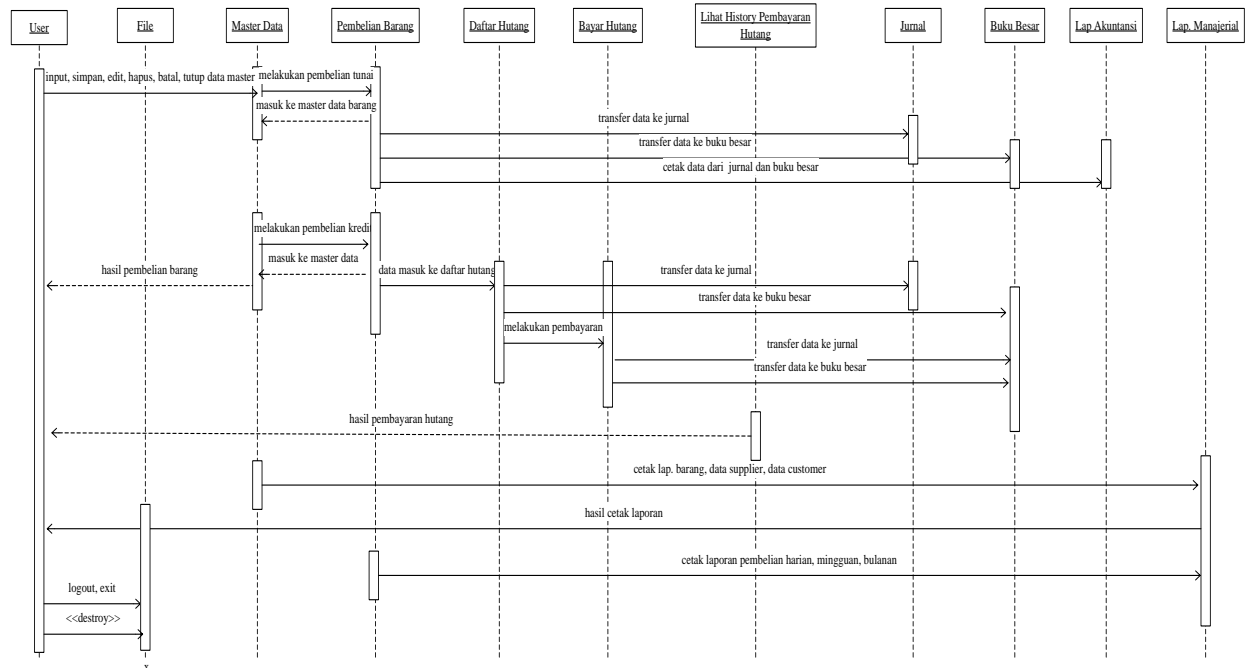 User
File
Master Data
Pembelian Barang
Daftar Hutang
Bayar Hutang
Lihat History Pembayaran
Hutang
Jurnal
Buku Besar
Lap Akuntansi
Lap. Manajerial
input, simpan, edit, hapus, batal, tutup data master
melakukan pembelian tunai
masuk ke master data barang
transfer data ke jurnal
transfer data ke buku besar
cetak data dari jurnal dan buku besar
melakukan pembelian kredi
masuk ke master data
hasil pembelian barang
data masuk ke daftar hutang
transfer data ke jurnal
transfer data ke buku besar
melakukan pembayaran
transfer data ke jurnal
transfer data ke buku besar
hasil pembayaran hutang
cetak lap. barang, data supplier, data customer
hasil cetak laporan
cetak laporan pembelian harian, mingguan, bulanan
logout, exit
<<destroy>>
x